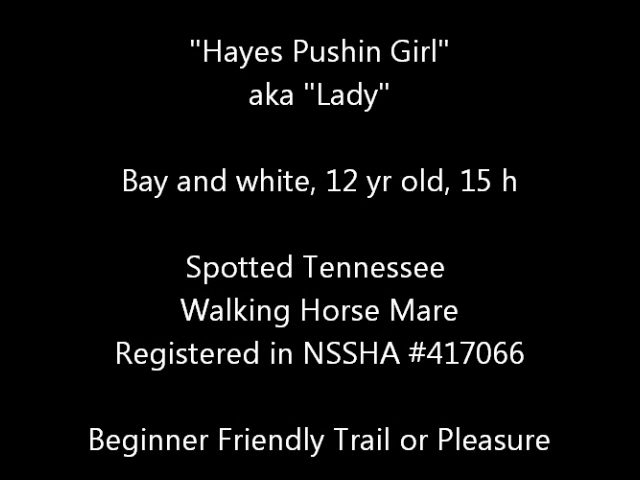 "Hayes Pushin Girl"
aka "Lady"
Bay and white, 12 yr old, 15 h
Spotted Tennessee
Walking Horse Mare
Registered in NSSHA #417066
Beginner Friendly Trail or Pleasure